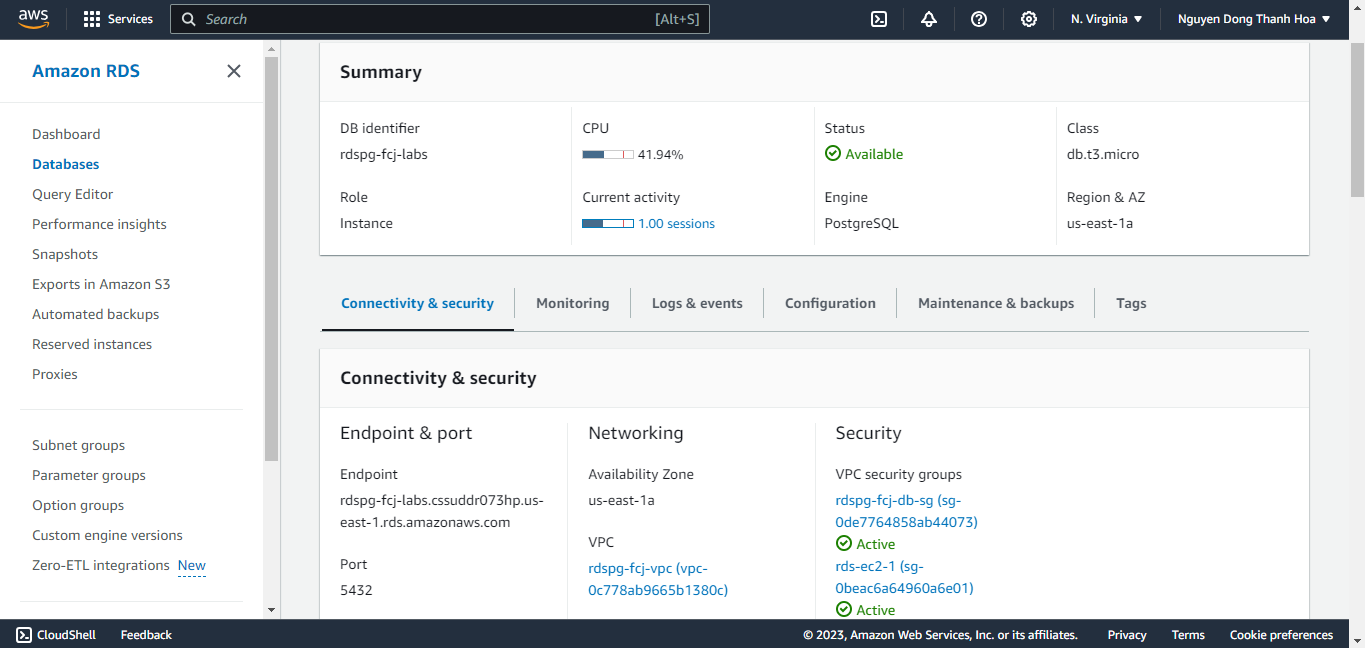 aws
Services
Search
[Alt+S]
N. Virginia
Nguyen Dong Thanh Hoa
Amazon RDS
Dashboard
Databases
Query Editor
Performance insights
Snapshots
Exports in Amazon S3
Automated backups
Reserved instances
Proxies
Subnet groups
Parameter groups
Option groups
Custom engine versions
Zero-ETL integrations New
Summary
DB identifier
rdspg-fcj-labs
CPU
41.94%
Status
Available
Class
db.t3.micro
Role
Instance
Current activity
1.00 sessions
Engine
PostgreSQL
Region & AZ
us-east-1a
Connectivity & security
Monitoring
Logs & events
Configuration
Maintenance & backups
Tags
Connectivity & security
Endpoint & port
Endpoint
rdspg-fcj-labs.cssuddr073hp.us-
east-1.rds.amazonaws.com
Port
5432
Networking
Availability Zone
us-east-1a
VPC
rdspg-fcj-vpc (vpc-
0c778ab9665b1380c)
Security
VPC security groups
rdspg-fcj-db-sg (sg-
0de7764858ab44073)
Active
rds-ec2-1 (sg-
0beac6a64960a6e01)
Active
CloudShell
Feedback
© 2023, Amazon Web Services, Inc. or its affiliates.
Privacy
Terms
Cookie preferences